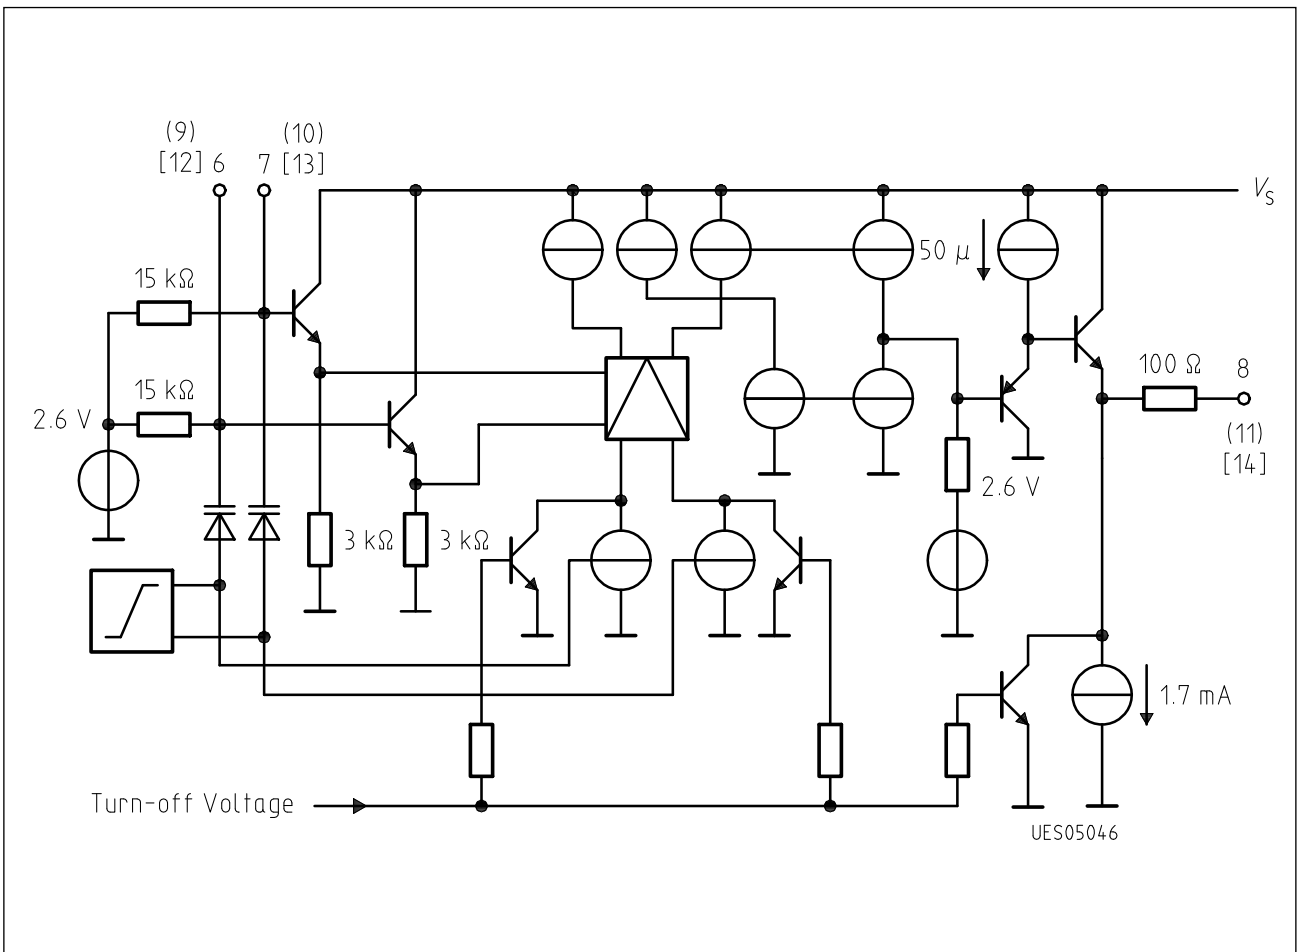 (9) (10)
[12] 6 7 [13]
VS
50 µ
15 kΩ
15 kΩ
2.6 V
100 Ω 8
(11)
[14]
2.6 V
3 kΩ 3 kΩ
1.7 mA
Turn-off Voltage
UES05046